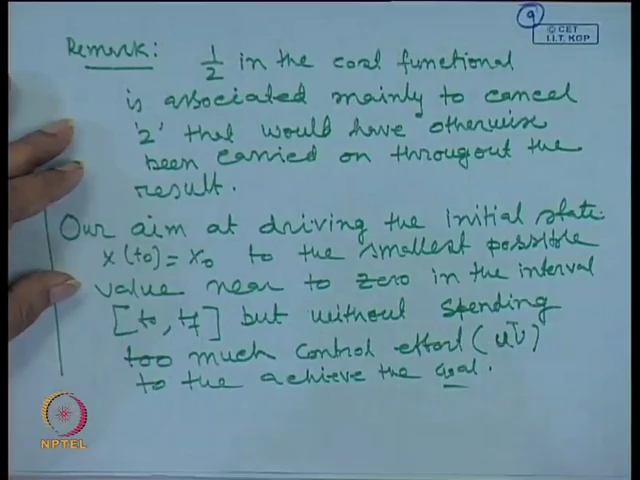 9
© CET
I.I.T. KGP
Remark: 1/2 in the cost functional
is associated mainly to cancel
'2' that would have otherwise
been carried on througout the
result.
Our aim at driving the initial state
x(t0) = x0 to the smallest possible
value near to zero in the interval
[t0, tf] but without spending
too much control effort (uᵀu)
to the achieve the goal.
NPTEL